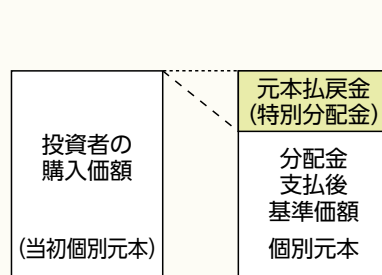 投資者の
購入価額
(当初個別元本)
元本払戻金
(特別分配金)
分配金
支払後
基準価額
個別元本